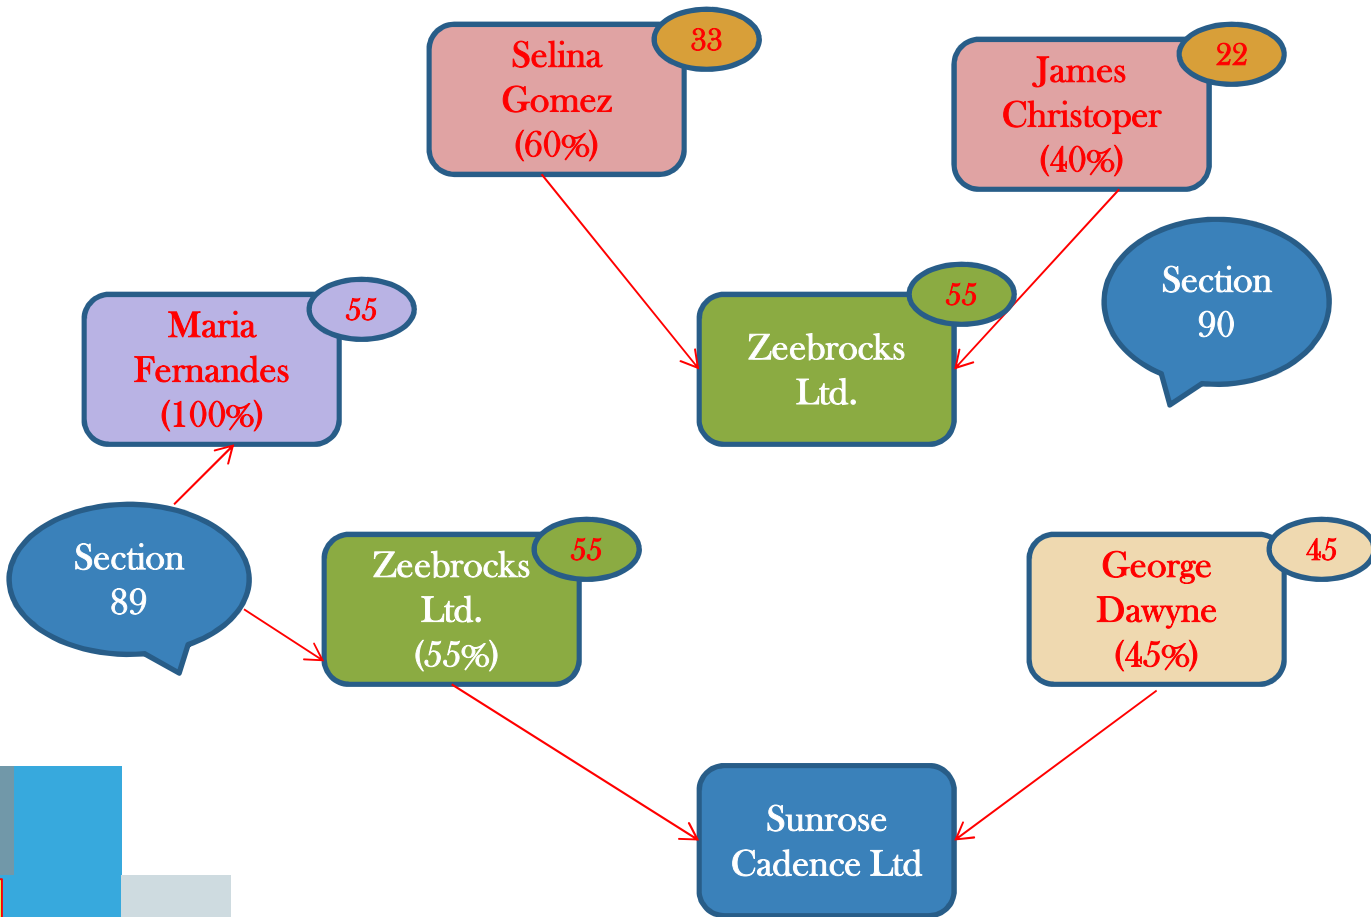 33
Selina
Gomez
(60%)
22
James
Christoper
(40%)
Section
90
55
Zeebrocks
Ltd.
55
Maria
Fernandes
(100%)
Section
89
55
Zeebrocks
Ltd.
(55%)
45
George
Dawyne
(45%)
Sunrose
Cadence Ltd